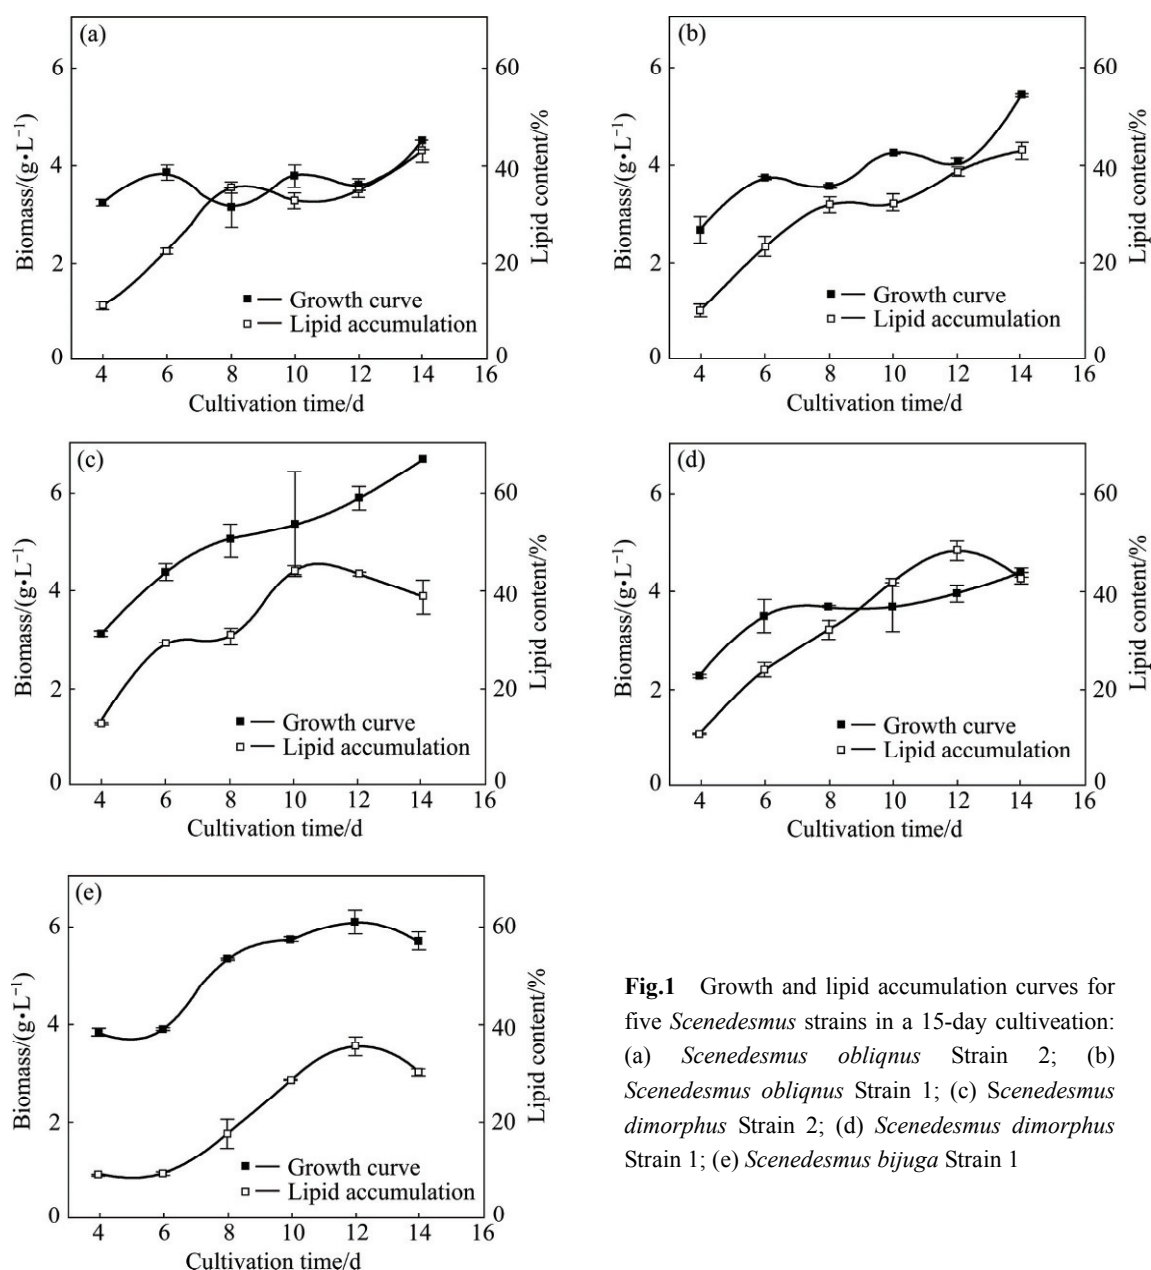 (a)
6
4
2
0
Biomass/(g•L⁻¹)
60
40
20
0
Lipid content/%
Growth curve
Lipid accumulation
4 6 8 10 12 14 16
Cultivation time/d
(b)
6
4
2
0
Biomass/(g•L⁻¹)
60
40
20
0
Lipid content/%
Growth curve
Lipid accumulation
4 6 8 10 12 14 16
Cultivation time/d
(c)
6
4
2
0
Biomass/(g•L⁻¹)
60
40
20
0
Lipid content/%
Growth curve
Lipid accumulation
4 6 8 10 12 14 16
Cultivation time/d
(d)
6
4
2
0
Biomass/(g•L⁻¹)
60
40
20
0
Lipid content/%
Growth curve
Lipid accumulation
4 6 8 10 12 14 16
Cultivation time/d
(e)
6
4
2
0
Biomass/(g•L⁻¹)
60
40
20
0
Lipid content/%
Growth curve
Lipid accumulation
4 6 8 10 12 14 16
Cultivation time/d
Fig.1 Growth and lipid accumulation curves for
five Scenedesmus strains in a 15-day cultiveation:
(a) Scenedesmus obliqnus Strain 2; (b)
Scenedesmus obliqnus Strain 1; (c) Scenedesmus
dimorphus Strain 2; (d) Scenedesmus dimorphus
Strain 1; (e) Scenedesmus bijuga Strain 1